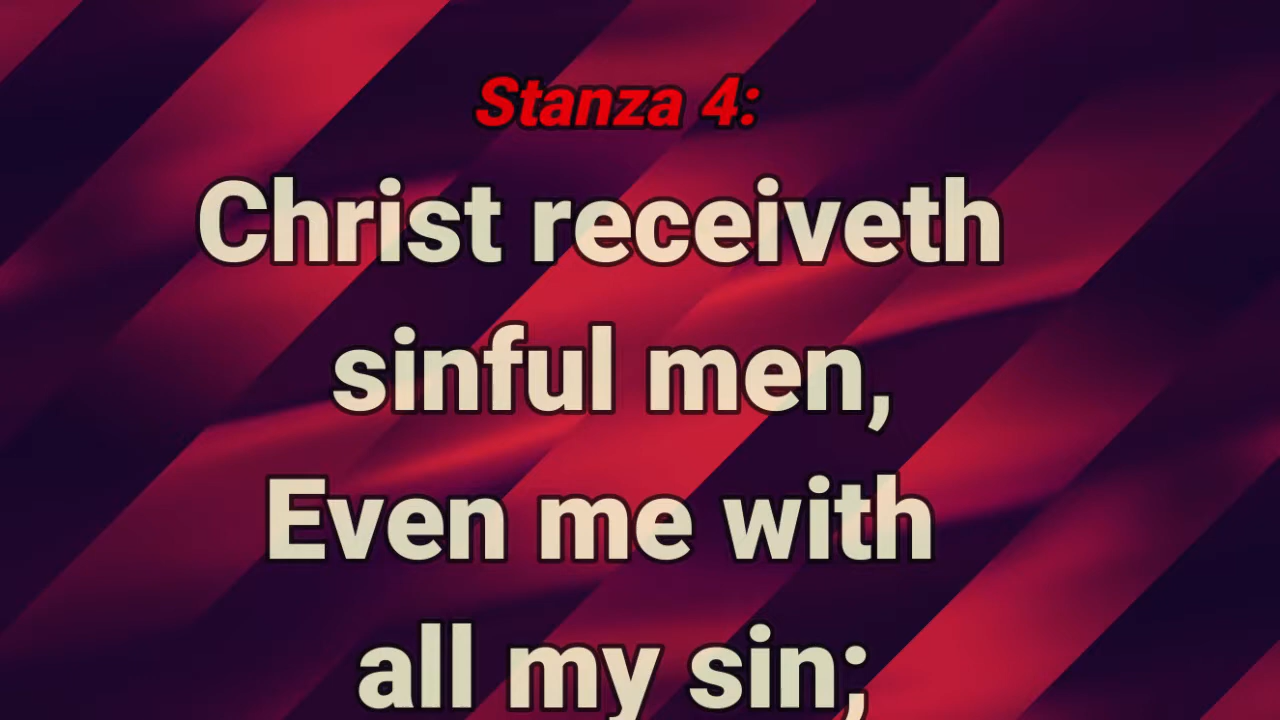 Stanza 4:
Christ receiveth
sinful men,
Even me with
all my sin;